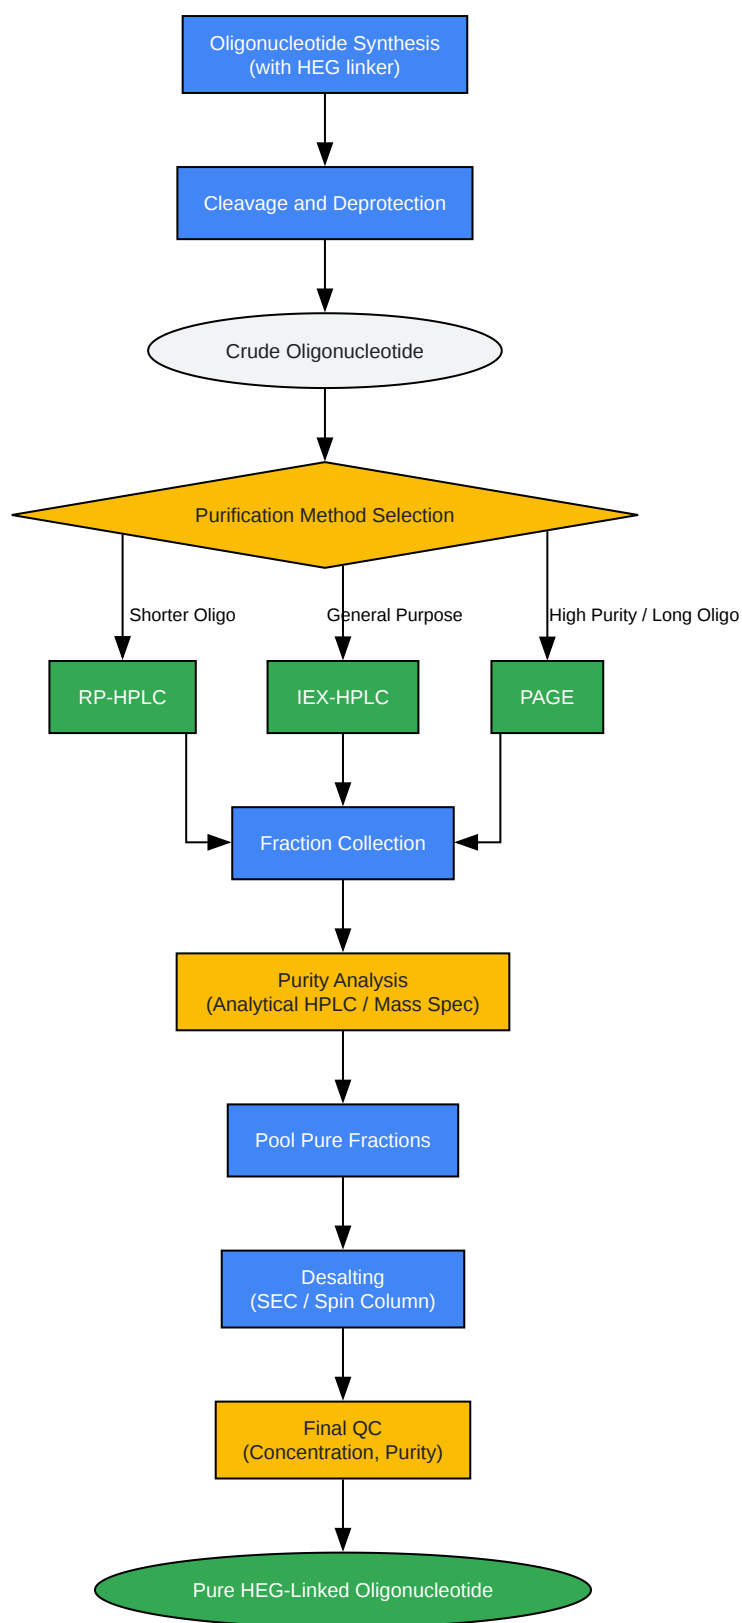 Oligonucleotide Synthesis
(with HEG linker)
Cleavage and Deprotection
Crude Oligonucleotide
Purification Method Selection
Shorter Oligo
General Purpose
High Purity / Long Oligo
RP-HPLC
IEX-HPLC
PAGE
Fraction Collection
Purity Analysis
(Analytical HPLC / Mass Spec)
Pool Pure Fractions
Desalting
(SEC / Spin Column)
Final QC
(Concentration, Purity)
Pure HEG-Linked Oligonucleotide